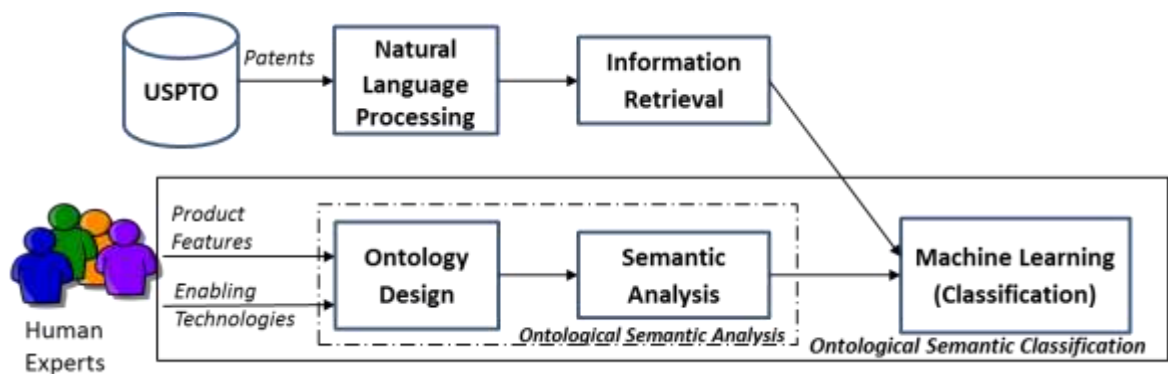 USPTO
Patents
Natural
Language
Processing
Information
Retrieval
Human
Experts
Product
Features
Enabling
Technologies
Ontology
Design
Semantic
Analysis
Ontological Semantic Analysis
Machine Learning
(Classification)
Ontological Semantic Classification